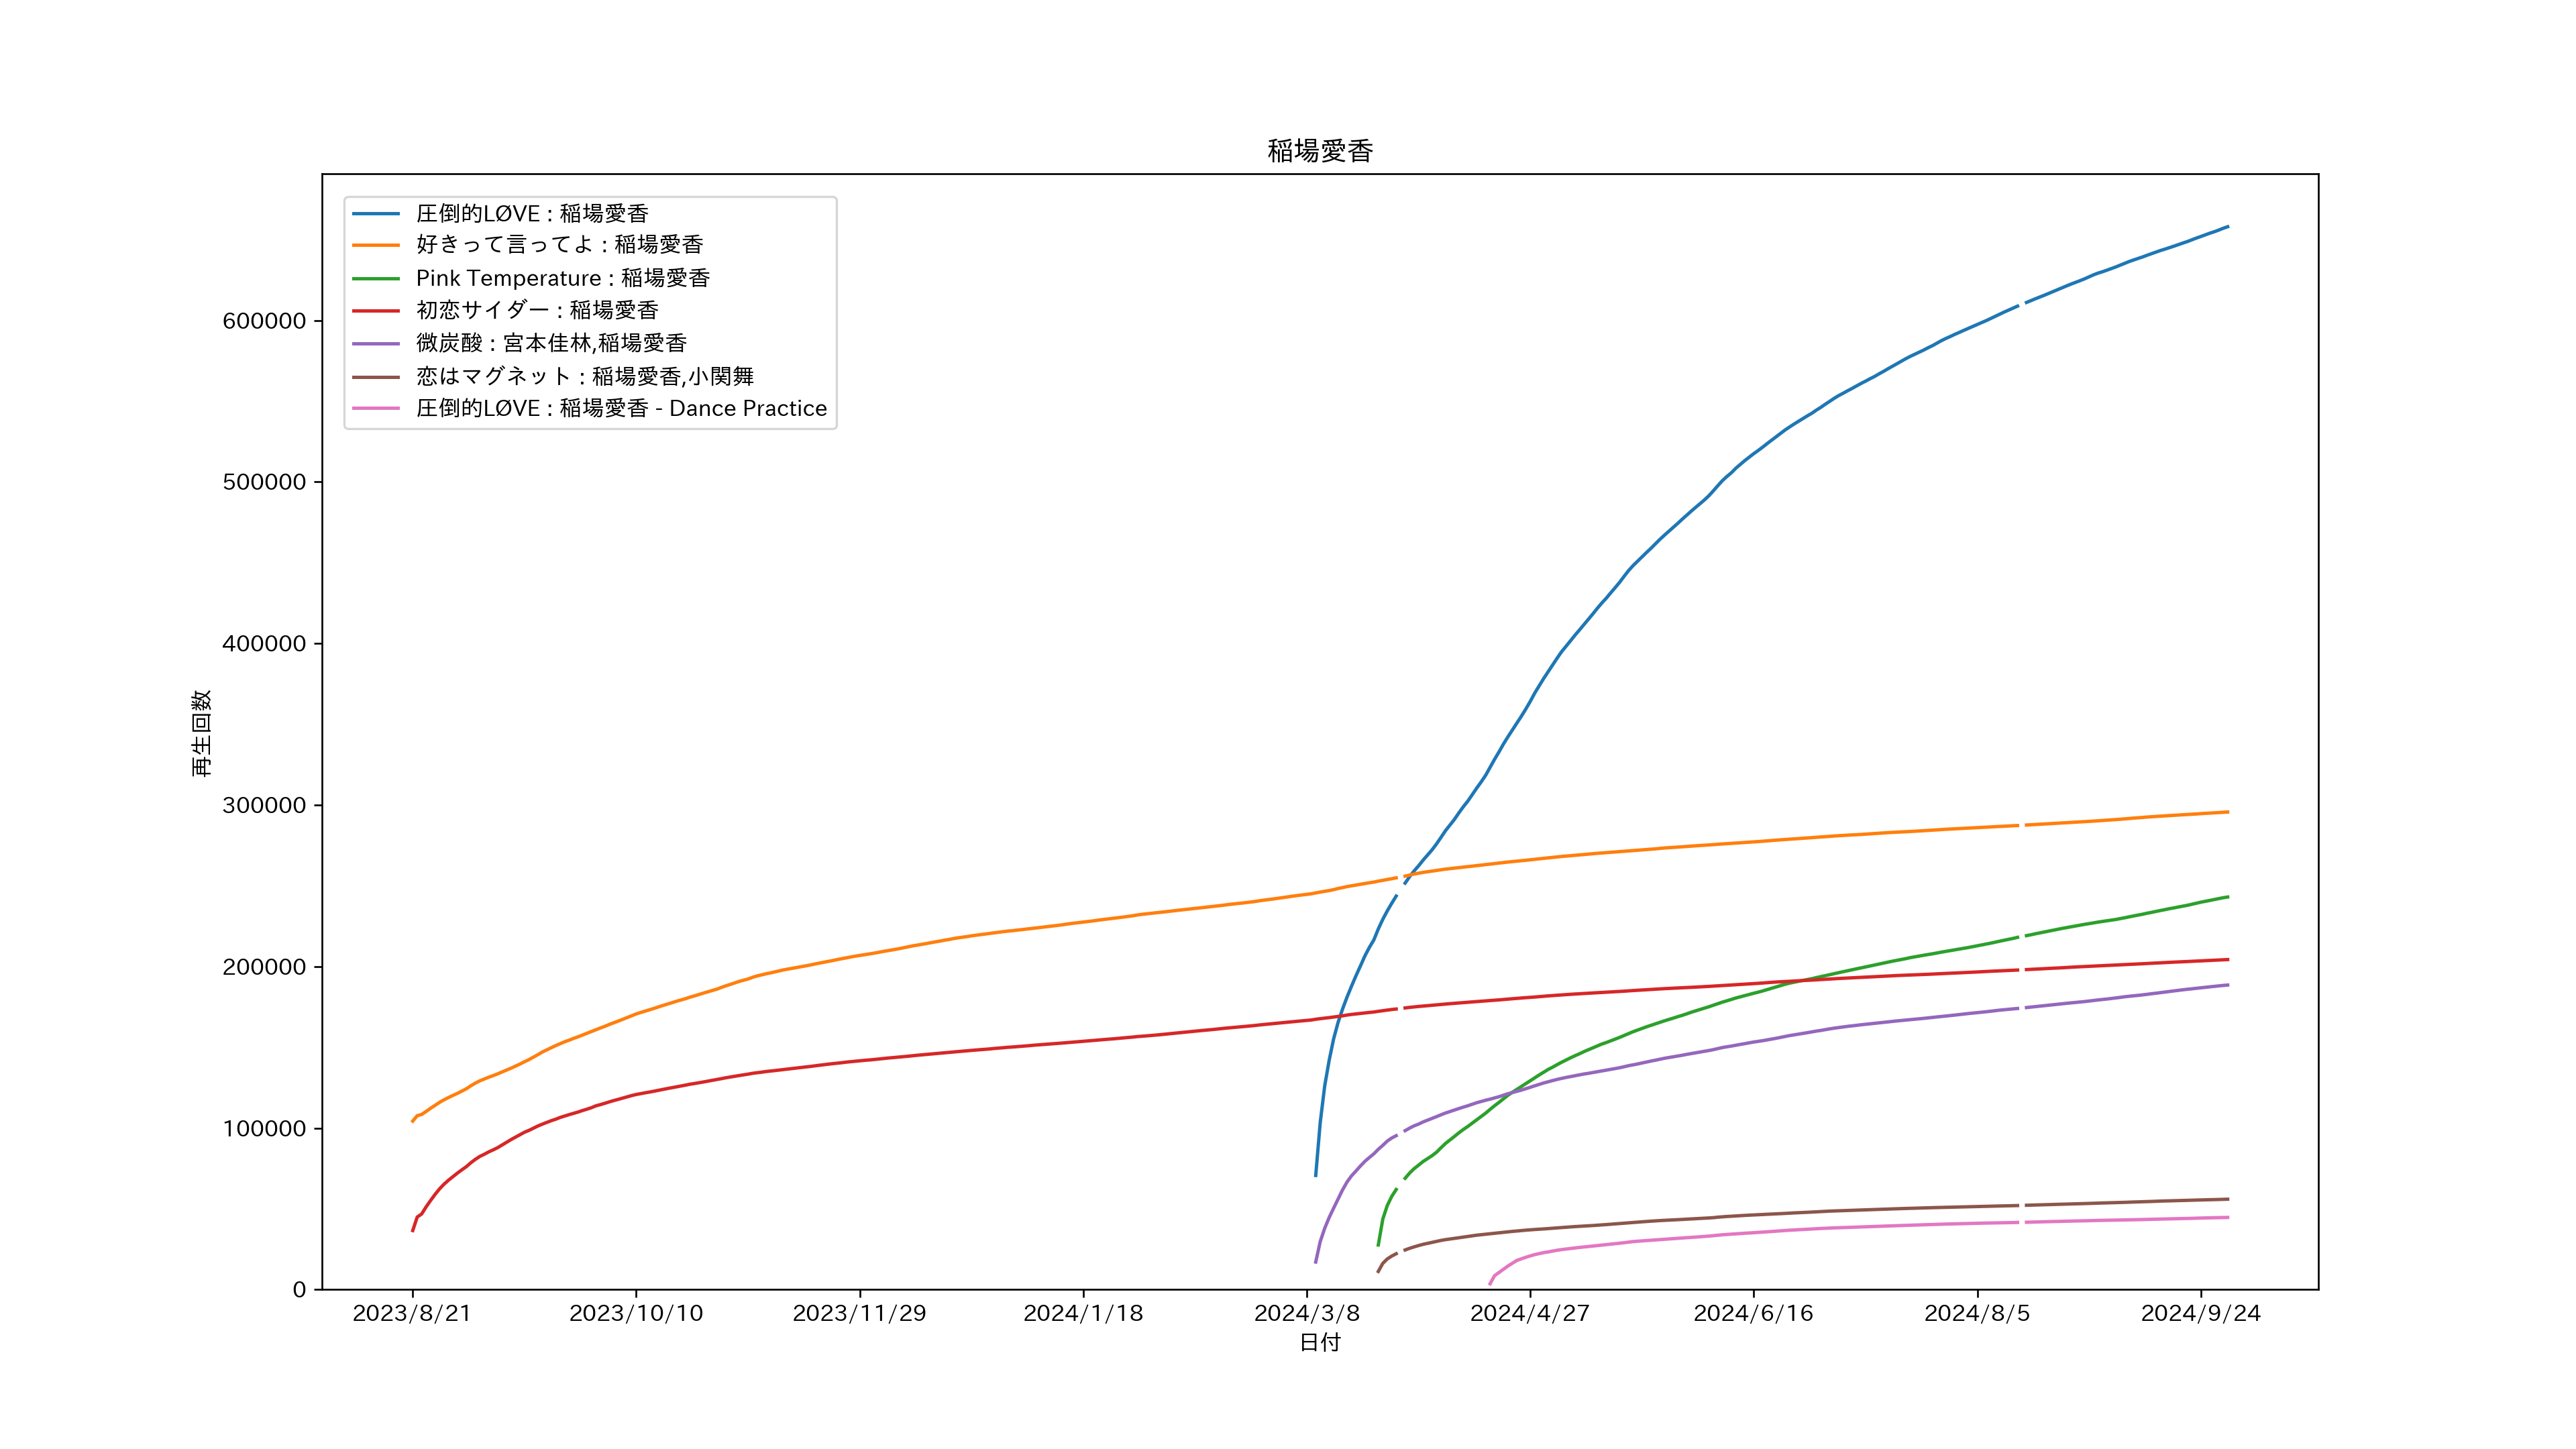 稲場愛香
圧倒的LØVE : 稲場愛香
好きって言ってよ : 稲場愛香
Pink Temperature : 稲場愛香
初恋サイダー : 稲場愛香
微炭酸 : 宮本佳林,稲場愛香
恋はマグネット : 稲場愛香,小関舞
圧倒的LØVE : 稲場愛香 - Dance Practice
600000
500000
400000
300000
200000
100000
0
再生回数
2023/8/21 2023/10/10 2023/11/29 2024/1/18 2024/3/8 2024/4/27 2024/6/16 2024/8/5 2024/9/24
日付